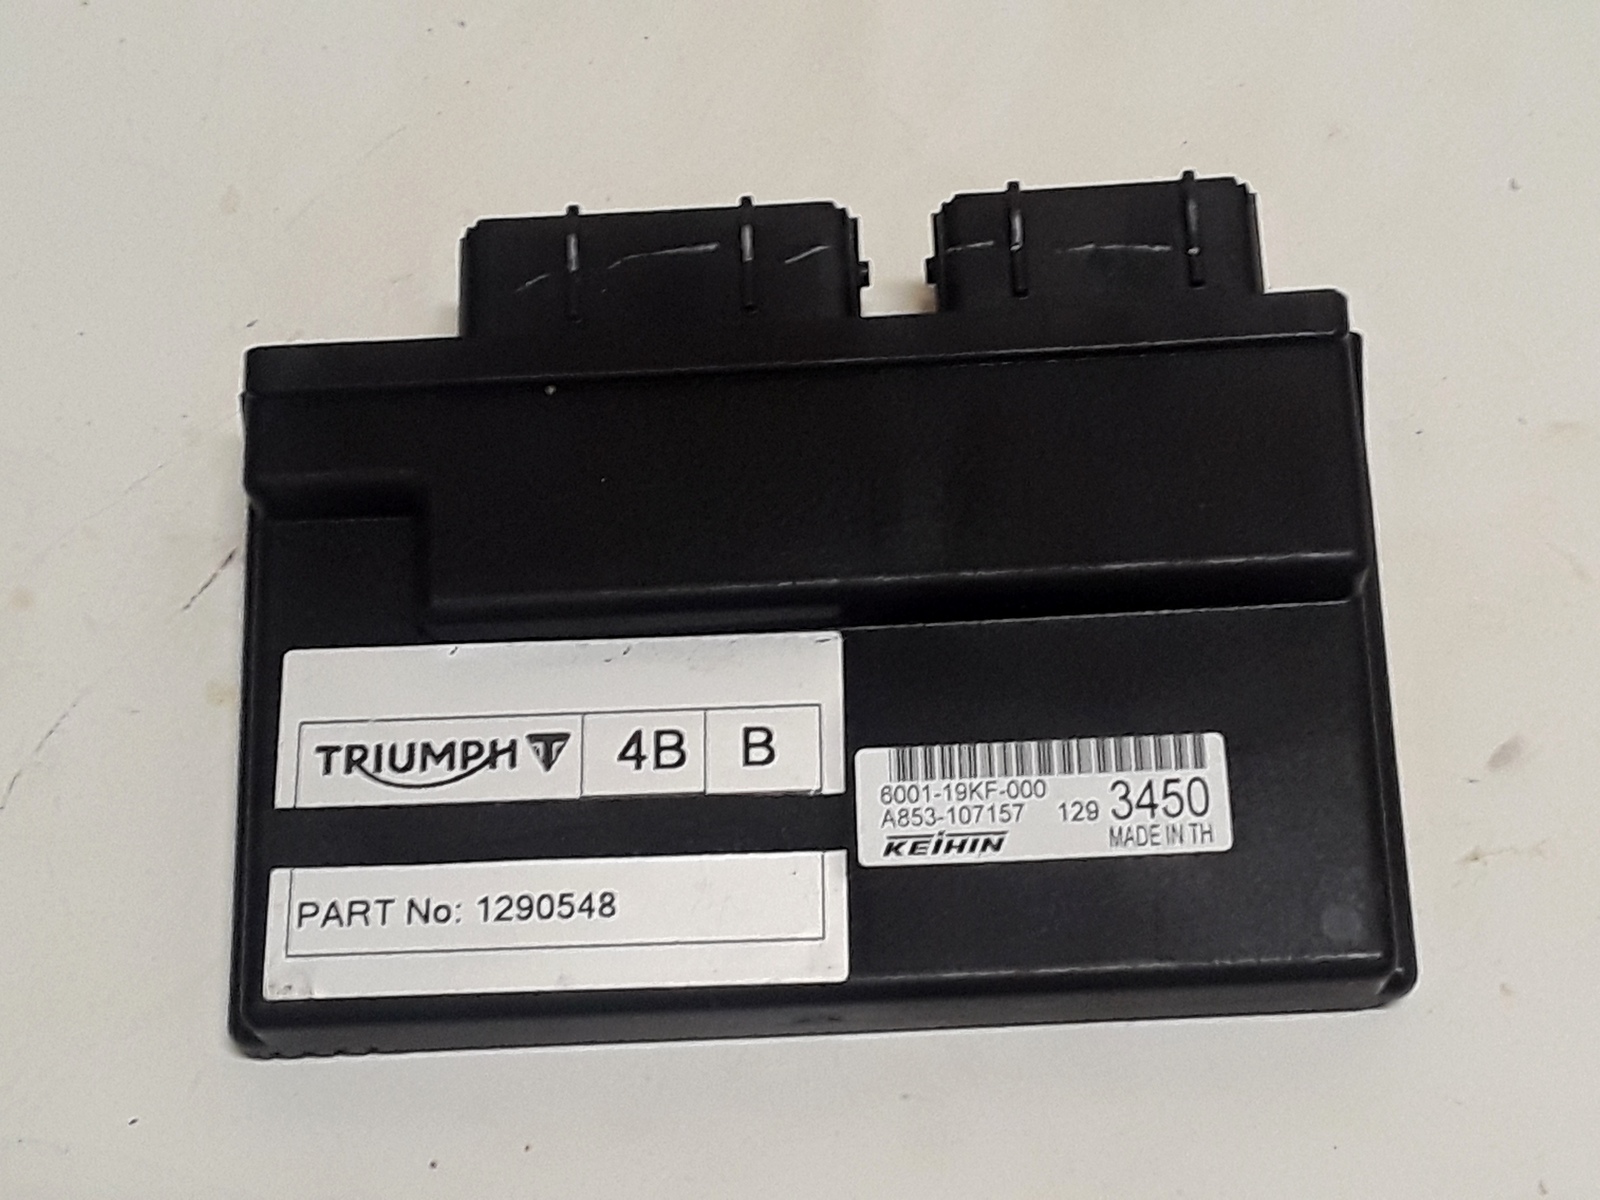 TRIUMPH 4B B
PART No: 1290548
6001-19KF-000
A853-107157 129 3450
KEIHIN MADE IN TH